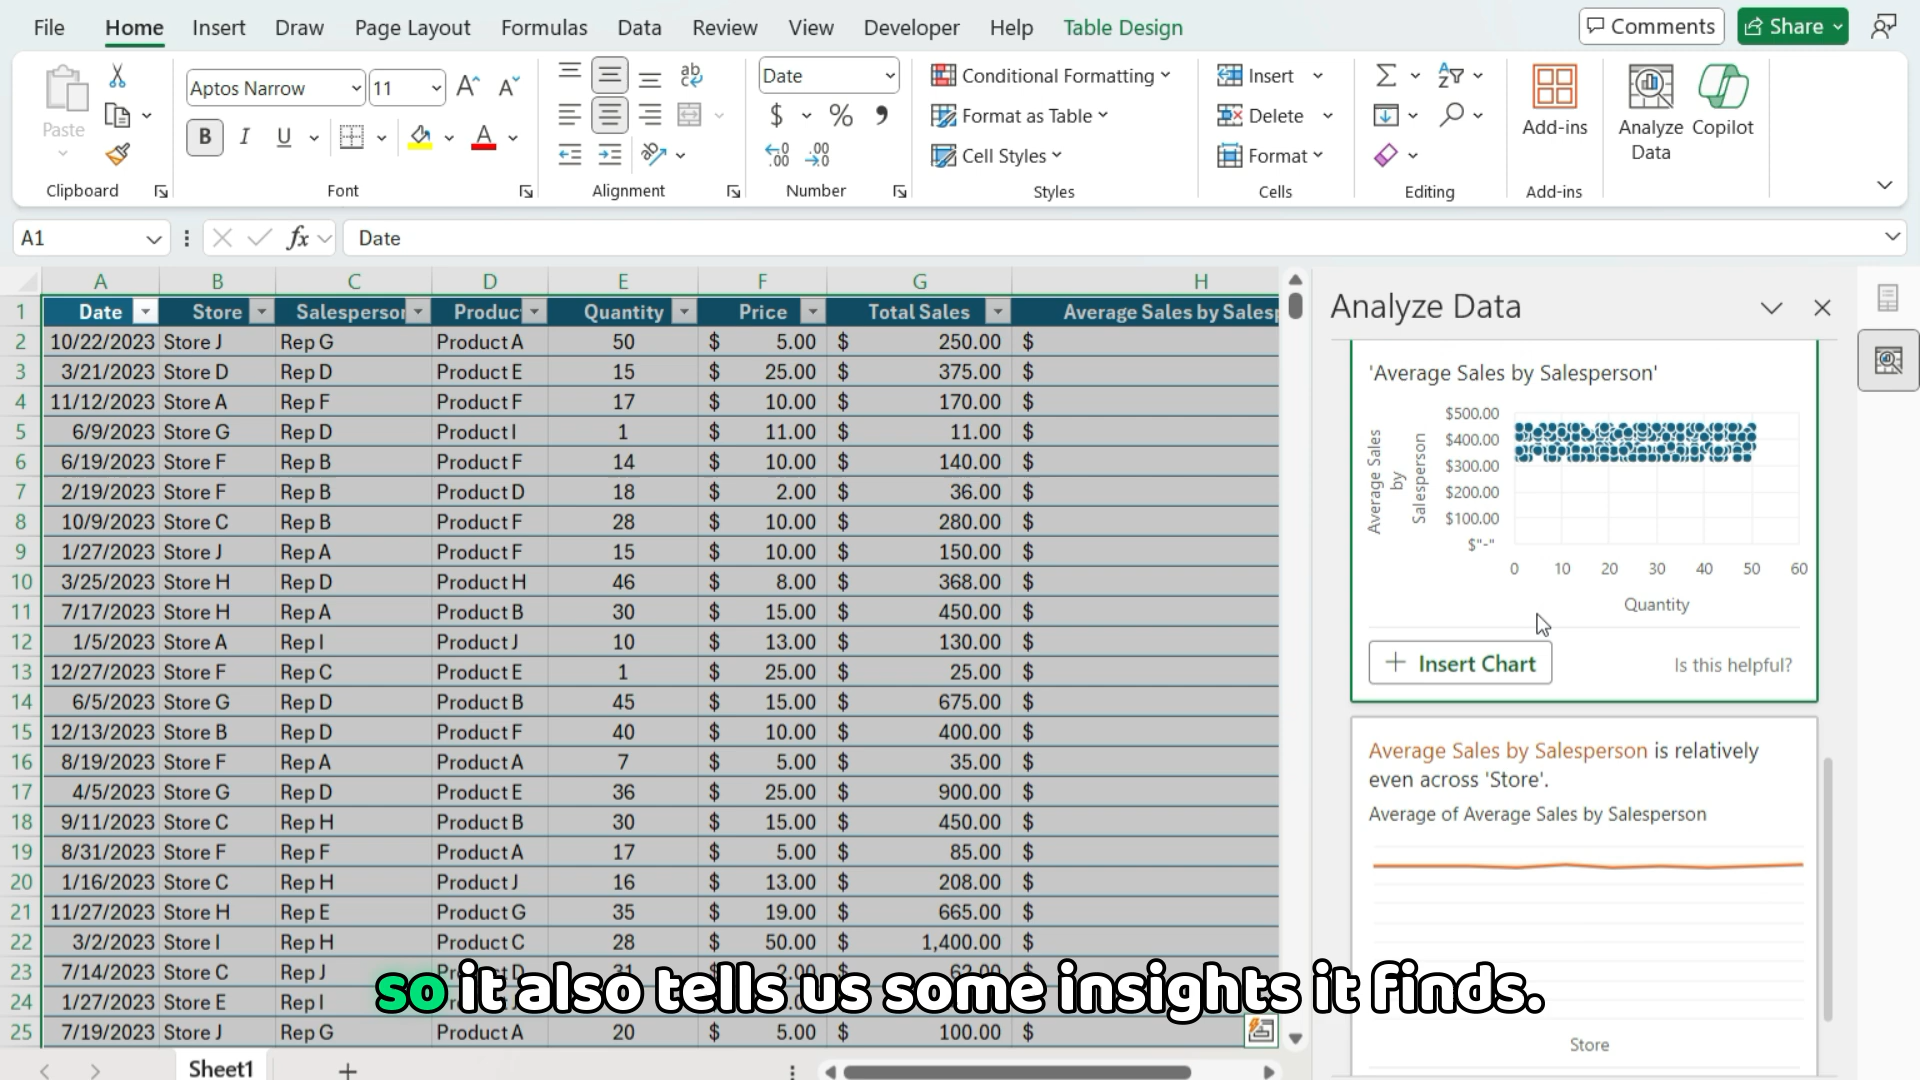 File Home Insert Draw Page Layout Formulas Data Review View Developer Help Table Design Comments Share
Paste
Clipboard
Aptos Narrow 11
B I U A
Font
ab
Alignment
Date
$ % ,
Number
Conditional Formatting
Format as Table
Cell Styles
Styles
Insert
Delete
Format
Cells
Editing
Add-ins
Add-ins
Analyze Data
Copilot
A1 fx Date
A B C D E F G H
1 Date Store Salesperson Product Quantity Price Total Sales Average Sales by Salesp
2 10/22/2023 Store J Rep G Product A 50 $ 5.00 $ 250.00 $
3 3/21/2023 Store D Rep D Product E 15 $ 25.00 $ 375.00 $
4 11/12/2023 Store A Rep F Product F 17 $ 10.00 $ 170.00 $
5 6/9/2023 Store G Rep D Product I 1 $ 11.00 $ 11.00 $
6 6/19/2023 Store F Rep B Product F 14 $ 10.00 $ 140.00 $
7 2/19/2023 Store F Rep B Product D 18 $ 2.00 $ 36.00 $
8 10/9/2023 Store C Rep B Product F 28 $ 10.00 $ 280.00 $
9 1/27/2023 Store J Rep A Product F 15 $ 10.00 $ 150.00 $
10 3/25/2023 Store H Rep D Product H 46 $ 8.00 $ 368.00 $
11 7/17/2023 Store H Rep A Product B 30 $ 15.00 $ 450.00 $
12 1/5/2023 Store A Rep I Product J 10 $ 13.00 $ 130.00 $
13 12/27/2023 Store F Rep C Product E 1 $ 25.00 $ 25.00 $
14 6/5/2023 Store G Rep D Product B 45 $ 15.00 $ 675.00 $
15 12/13/2023 Store B Rep D Product F 40 $ 10.00 $ 400.00 $
16 8/19/2023 Store F Rep A Product A 7 $ 5.00 $ 35.00 $
17 4/5/2023 Store G Rep D Product E 36 $ 25.00 $ 900.00 $
18 9/11/2023 Store C Rep H Product B 30 $ 15.00 $ 450.00 $
19 8/31/2023 Store F Rep F Product A 17 $ 5.00 $ 85.00 $
20 1/16/2023 Store C Rep H Product J 16 $ 13.00 $ 208.00 $
21 11/27/2023 Store H Rep E Product G 35 $ 19.00 $ 665.00 $
22 3/2/2023 Store I Rep H Product C 28 $ 50.00 $ 1,400.00 $
23 7/14/2023 Store C Rep J Product D 31 $ 2.00 $ 62.00 $
24 1/27/2023 Store E Rep I
25 7/19/2023 Store J Rep G Product A 20 $ 5.00 $ 100.00 $
so it also tells us some insights it finds.
Sheet1 +
Analyze Data
'Average Sales by Salesperson'
Average Sales
by
Salesperson
$500.00
$400.00
$300.00
$200.00
$100.00
$"-"
0 10 20 30 40 50 60
Quantity
+ Insert Chart
Is this helpful?
Average Sales by Salesperson is relatively
even across 'Store'.
Average of Average Sales by Salesperson
Store